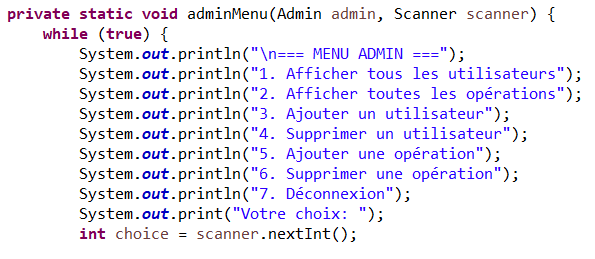 private static void adminMenu(Admin admin, Scanner scanner) {
    while (true) {
        System.out.println("\n=== MENU ADMIN ===");
        System.out.println("1. Afficher tous les utilisateurs");
        System.out.println("2. Afficher toutes les opérations");
        System.out.println("3. Ajouter un utilisateur");
        System.out.println("4. Supprimer un utilisateur");
        System.out.println("5. Ajouter une opération");
        System.out.println("6. Supprimer une opération");
        System.out.println("7. Déconnexion");
        System.out.print("Votre choix: ");
        int choice = scanner.nextInt();